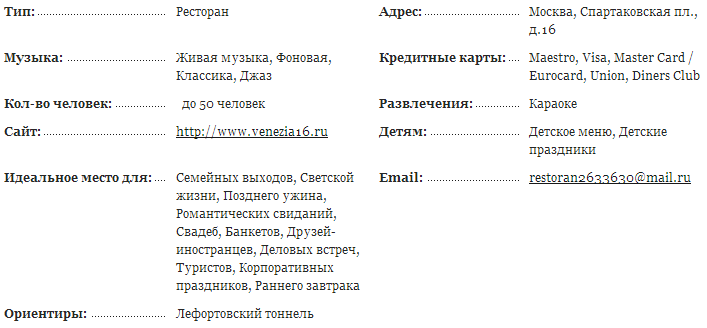 Тип: Ресторан
Адрес: Москва, Спартаковская пл.,
д.16
Музыка: Живая музыка, Фоновая,
Классика, Джаз
Кредитные карты: Maestro, Visa, Master Card /
Eurocard, Union, Diners Club
Кол-во человек: до 50 человек
Развлечения: Караоке
Сайт: http://www.venezia16.ru
Детям: Детское меню, Детские
праздники
Идеальное место для: Семейных выходов, Светской
жизни, Позднего ужина,
Романтических свиданий,
Свадеб, Банкетов, Друзей-
иностранцев, Деловых встреч,
Туристов, Корпоративных
праздников, Раннего завтрака
Email: restoran2633630@mail.ru
Ориентиры: Лефортовский тоннель